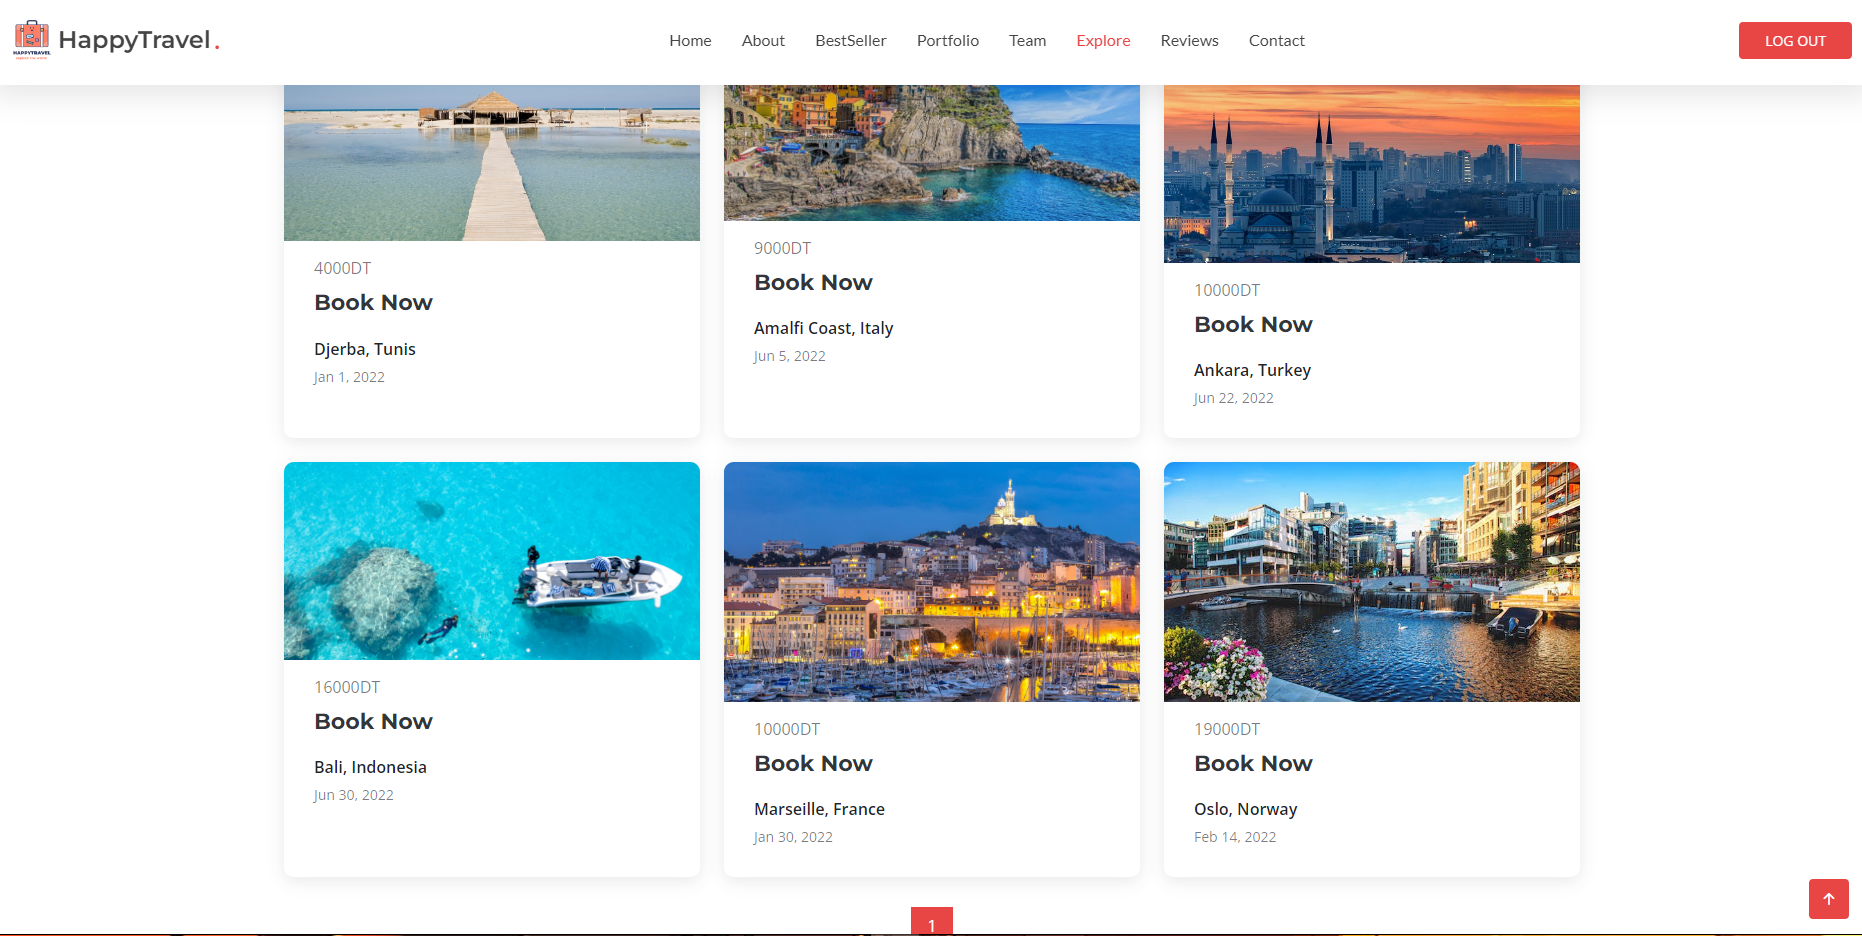 HAPPYTRAVEL
HappyTravel.
Home
About
BestSeller
Portfolio
Team
Explore
Reviews
Contact
LOG OUT
4000DT
Book Now
Djerba, Tunis
Jan 1, 2022
9000DT
Book Now
Amalfi Coast, Italy
Jun 5, 2022
10000DT
Book Now
Ankara, Turkey
Jun 22, 2022
16000DT
Book Now
Bali, Indonesia
Jun 30, 2022
10000DT
Book Now
Marseille, France
Jan 30, 2022
19000DT
Book Now
Oslo, Norway
Feb 14, 2022
1